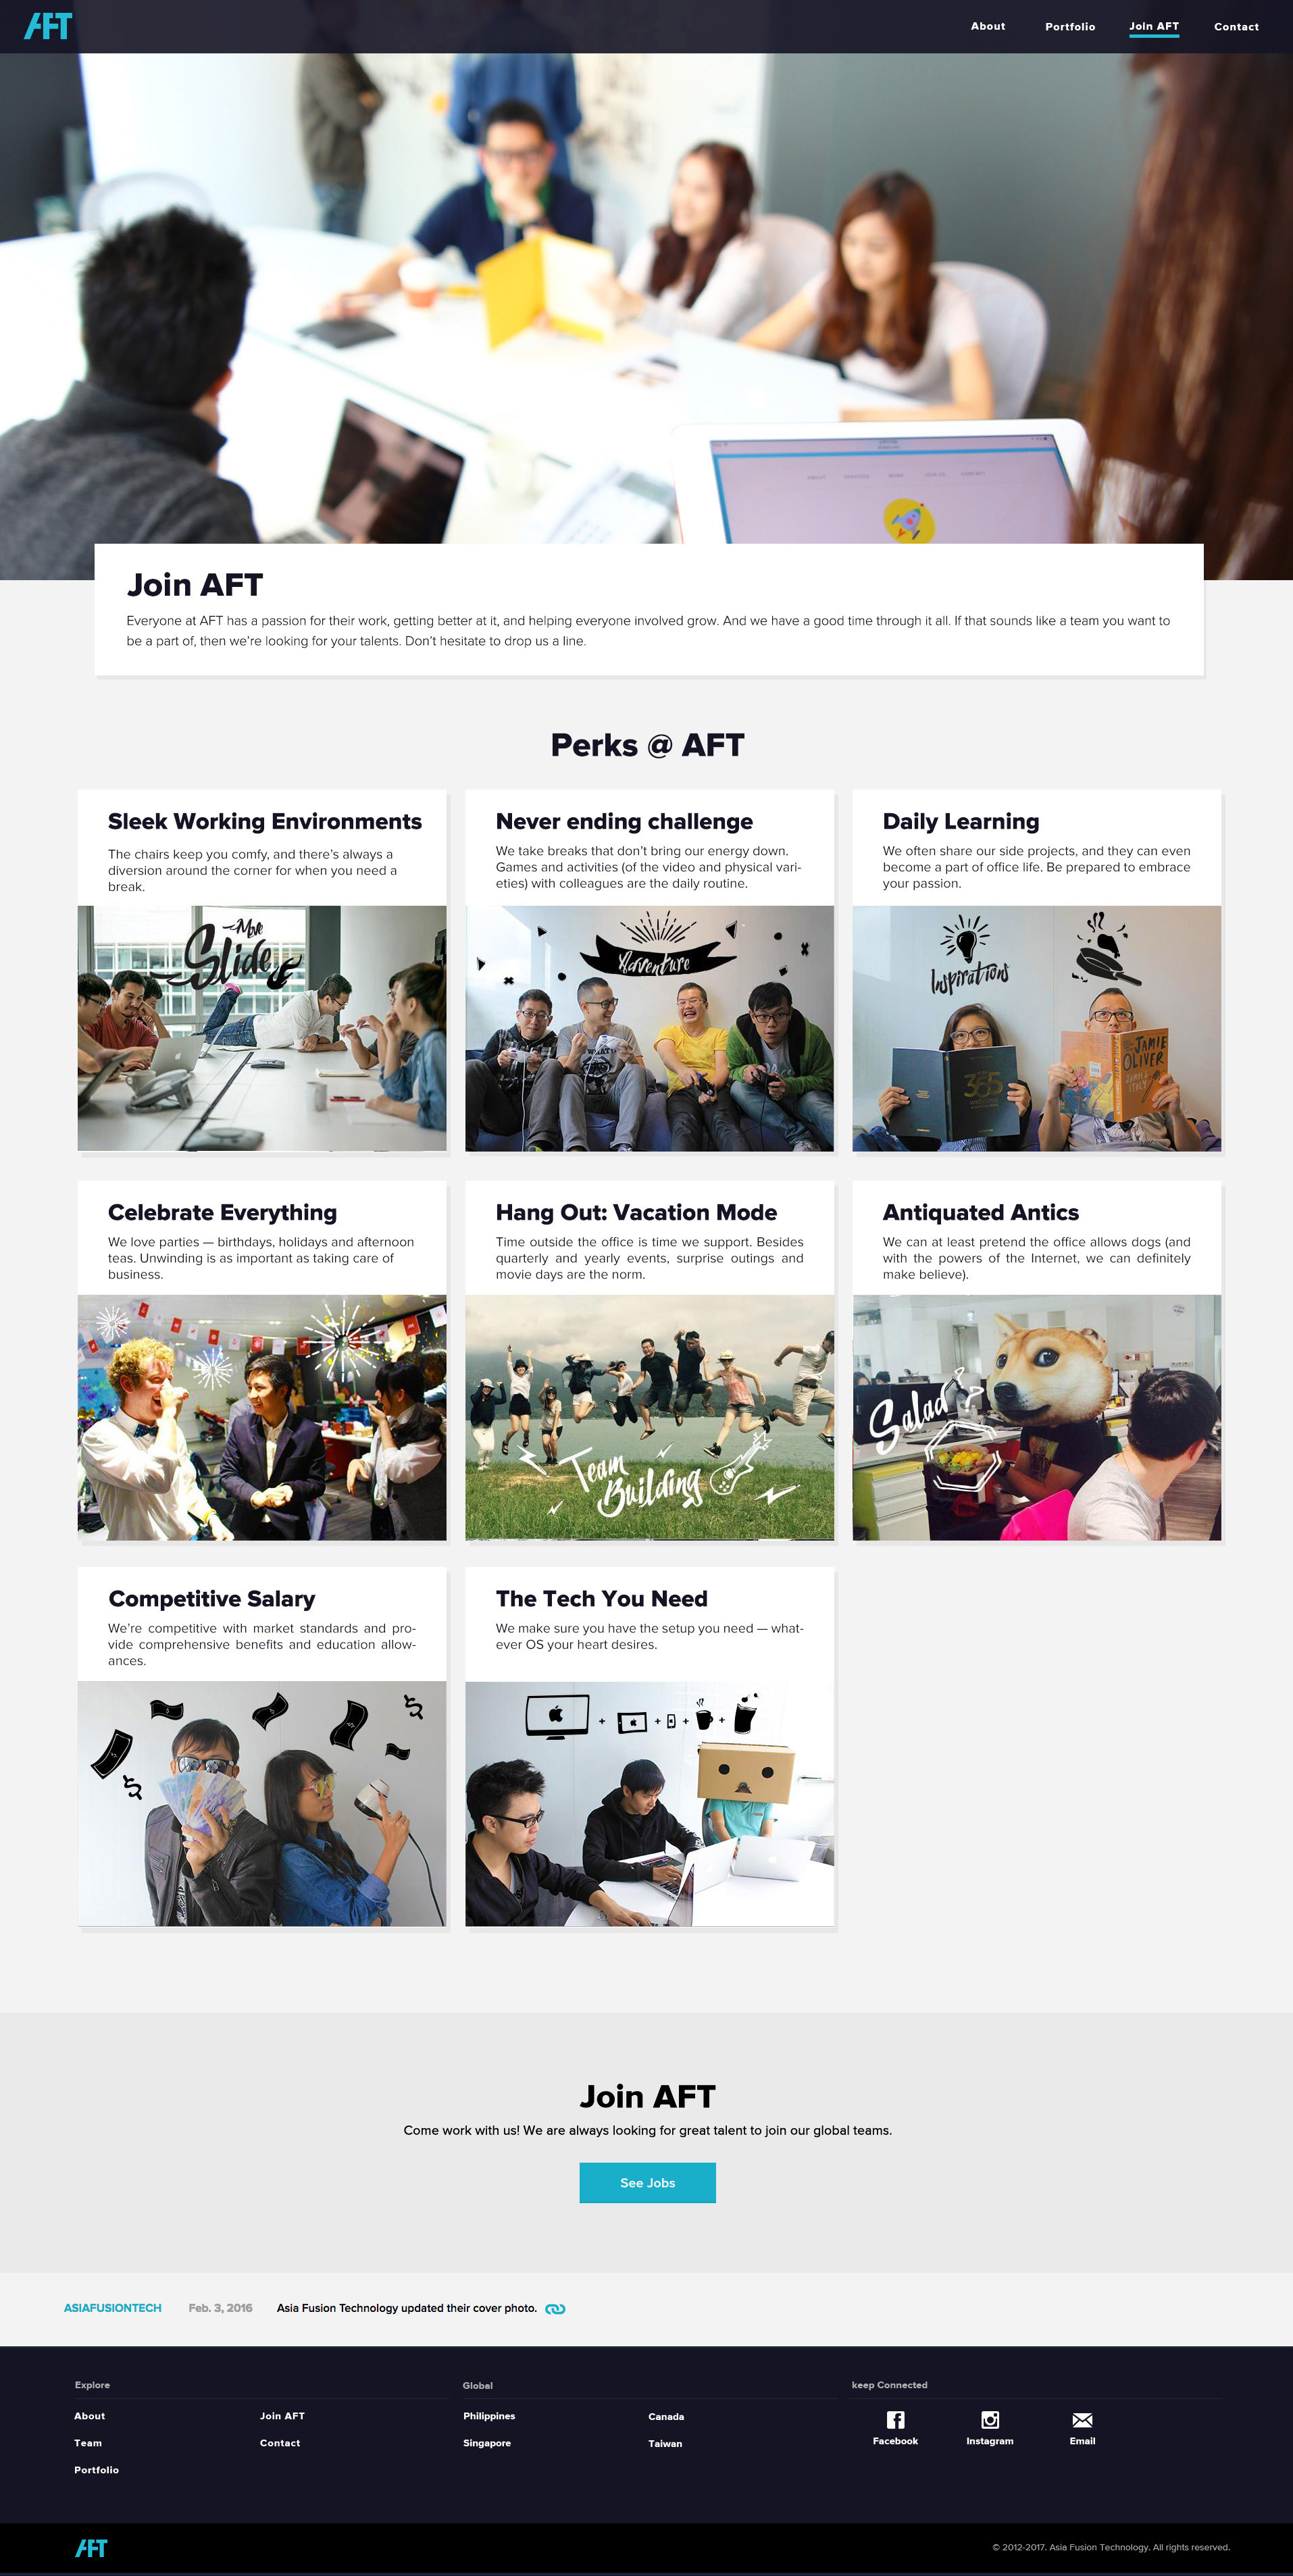 AFT
About Portfolio Join AFT Contact
Join AFT
Everyone at AFT has a passion for their work, getting better at it, and helping everyone involved grow. And we have a good time through it all. If that sounds like a team you want to
be a part of, then we're looking for your talents. Don't hesitate to drop us a line.
Perks @ AFT
Sleek Working Environments
The chairs keep you comfy, and there's always a
diversion around the corner for when you need a
break.
Move
Slide
Never ending challenge
We take breaks that don't bring our energy down.
Games and activities (of the video and physical vari-
eties) with colleagues are the daily routine.
Adventure
Daily Learning
We often share our side projects, and they can even
become a part of office life. Be prepared to embrace
your passion.
Inspirations
365
JAMIE
OLIVER
Celebrate Everything
We love parties — birthdays, holidays and afternoon
teas. Unwinding is as important as taking care of
business.
Hang Out: Vacation Mode
Time outside the office is time we support. Besides
quarterly and yearly events, surprise outings and
movie days are the norm.
Team
Building
Antiquated Antics
We can at least pretend the office allows dogs (and
with the powers of the Internet, we can definitely
make believe).
Salad
Competitive Salary
We're competitive with market standards and pro-
vide comprehensive benefits and education allow-
ances.
The Tech You Need
We make sure you have the setup you need — what-
ever OS your heart desires.
Join AFT
Come work with us! We are always looking for great talent to join our global teams.
See Jobs
ASIAFUSIONTECH Feb. 3, 2016 Asia Fusion Technology updated their cover photo.
Explore
About Join AFT
Team Contact
Portfolio
Global
Philippines Canada
Singapore Taiwan
keep Connected
Facebook Instagram Email
AFT
© 2012-2017. Asia Fusion Technology. All rights reserved.